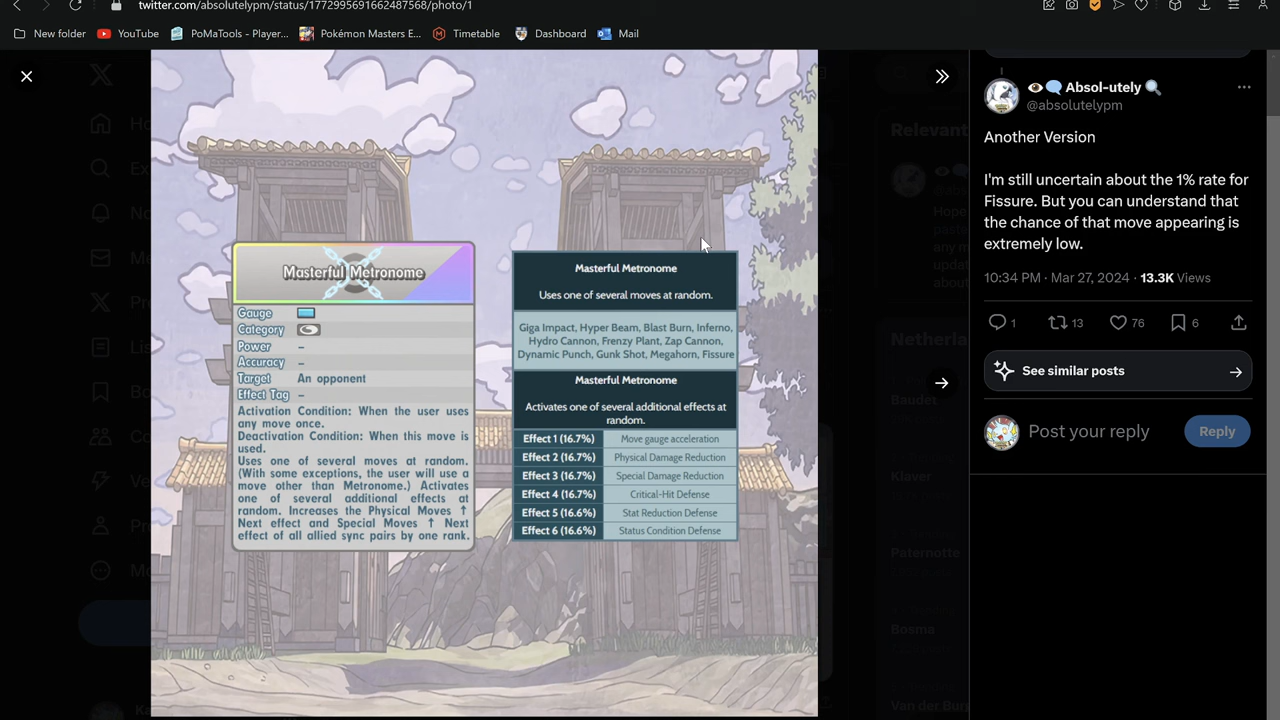 twitter.com/absolutelypm/status/1772995691662487568/photo/1
New folder
YouTube
PoMaTools - Player...
Pokémon Masters E...
Timetable
Dashboard
Mail
Masterful Metronome
Gauge
Category
Power –
Accuracy –
Target An opponent
Effect Tag –
Activation Condition: When the user uses
any move once.
Deactivation Condition: When this move is
used.
Uses one of several moves at random.
(With some exceptions, the user will use a
move other than Metronome.) Activates
one of several additional effects at
random. Increases the Physical Moves ↑
Next effect and Special Moves ↑ Next
effect of all allied sync pairs by one rank.
Masterful Metronome
Uses one of several moves at random.
Giga Impact, Hyper Beam, Blast Burn, Inferno,
Hydro Cannon, Frenzy Plant, Zap Cannon,
Dynamic Punch, Gunk Shot, Megahorn, Fissure
Masterful Metronome
Activates one of several additional effects at
random.
Effect 1 (16.7%) Move gauge acceleration
Effect 2 (16.7%) Physical Damage Reduction
Effect 3 (16.7%) Special Damage Reduction
Effect 4 (16.7%) Critical-Hit Defense
Effect 5 (16.6%) Stat Reduction Defense
Effect 6 (16.6%) Status Condition Defense
Relevant
Netherla
Baudet
Klaver
Paternotte
Bosma
Van der Burg
Absol-utely
@absolutelypm
Another Version
I'm still uncertain about the 1% rate for
Fissure. But you can understand that
the chance of that move appearing is
extremely low.
10:34 PM · Mar 27, 2024 · 13.3K Views
1
13
76
6
See similar posts
Post your reply
Reply